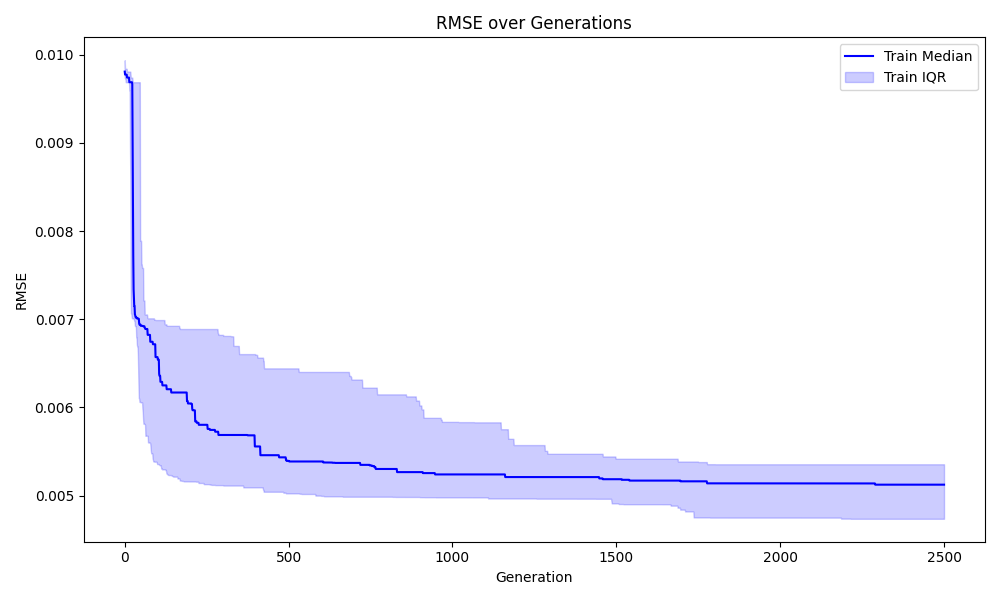 RMSE over Generations
Train Median
Train IQR
0.010
0.009
0.008
0.007
0.006
0.005
RMSE
0
500
1000
1500
2000
2500
Generation